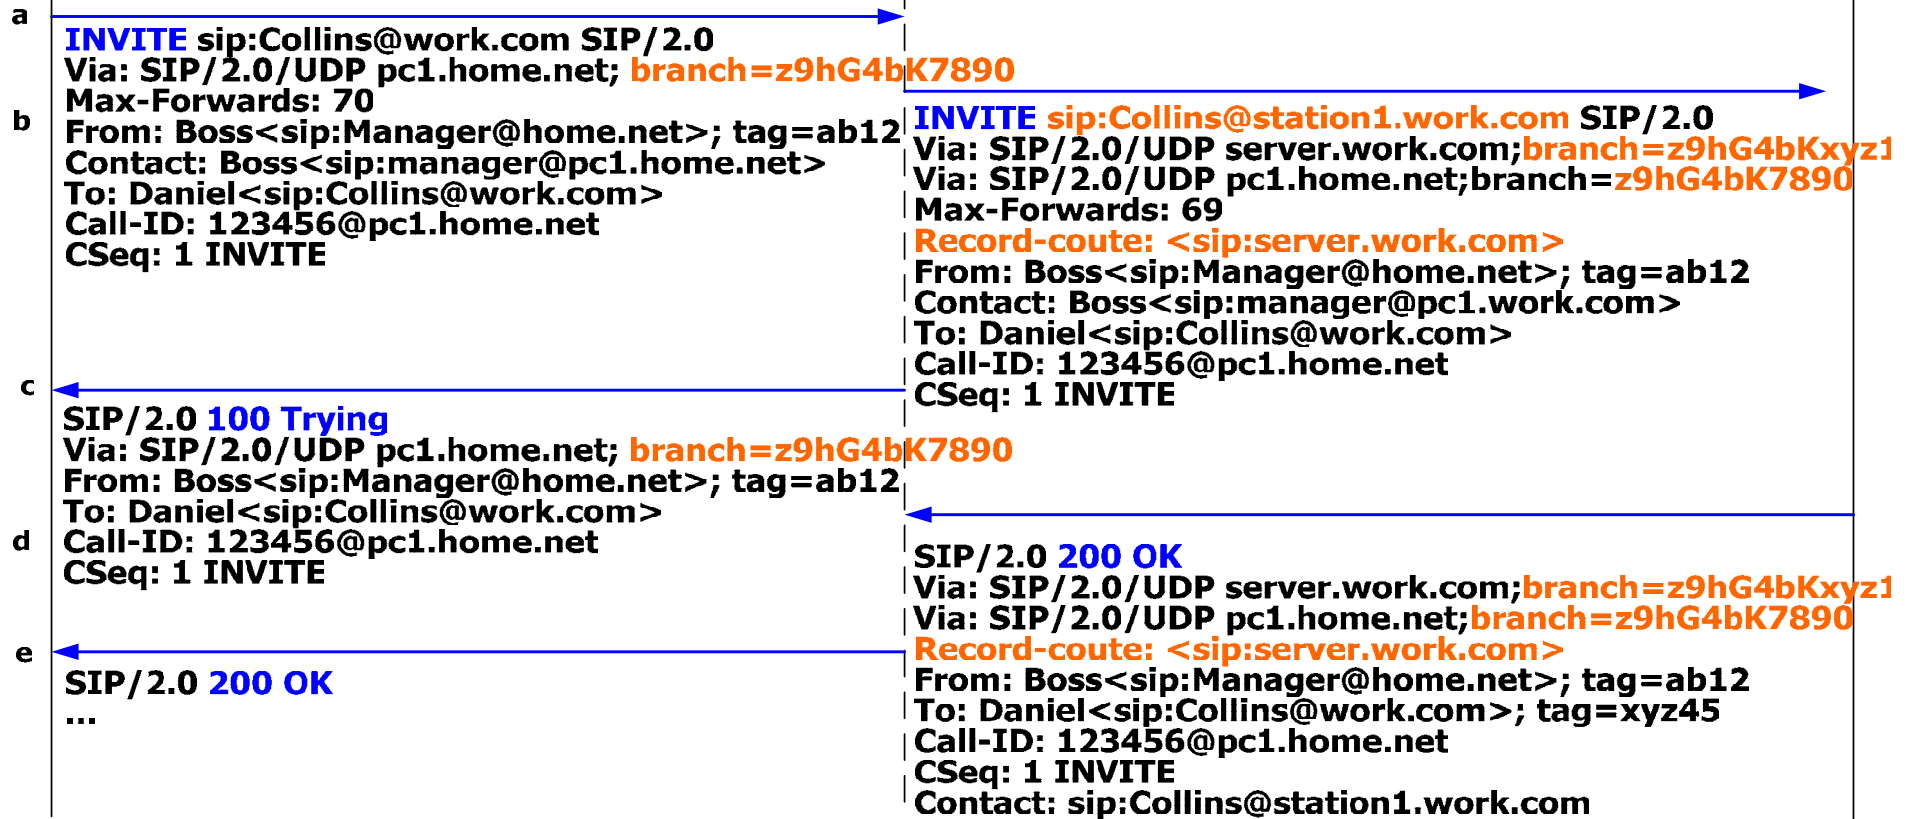 a
INVITE sip:Collins@work.com SIP/2.0
Via: SIP/2.0/UDP pc1.home.net; branch=z9hG4bK7890
Max-Forwards: 70
From: Boss<sip:Manager@home.net>; tag=ab12
Contact: Boss<sip:manager@pc1.home.net>
To: Daniel<sip:Collins@work.com>
Call-ID: 123456@pc1.home.net
CSeq: 1 INVITE
b
INVITE sip:Collins@station1.work.com SIP/2.0
Via: SIP/2.0/UDP server.work.com;branch=z9hG4bKxyz1
Via: SIP/2.0/UDP pc1.home.net;branch=z9hG4bK7890
Max-Forwards: 69
Record-coute: <sip:server.work.com>
From: Boss<sip:Manager@home.net>; tag=ab12
Contact: Boss<sip:manager@pc1.work.com>
To: Daniel<sip:Collins@work.com>
Call-ID: 123456@pc1.home.net
CSeq: 1 INVITE
c
SIP/2.0 100 Trying
Via: SIP/2.0/UDP pc1.home.net; branch=z9hG4bK7890
From: Boss<sip:Manager@home.net>; tag=ab12
To: Daniel<sip:Collins@work.com>
Call-ID: 123456@pc1.home.net
CSeq: 1 INVITE
d
SIP/2.0 200 OK
Via: SIP/2.0/UDP server.work.com;branch=z9hG4bKxyz1
Via: SIP/2.0/UDP pc1.home.net;branch=z9hG4bK7890
Record-coute: <sip:server.work.com>
From: Boss<sip:Manager@home.net>; tag=ab12
To: Daniel<sip:Collins@work.com>; tag=xyz45
Call-ID: 123456@pc1.home.net
CSeq: 1 INVITE
Contact: sip:Collins@station1.work.com
e
SIP/2.0 200 OK
...